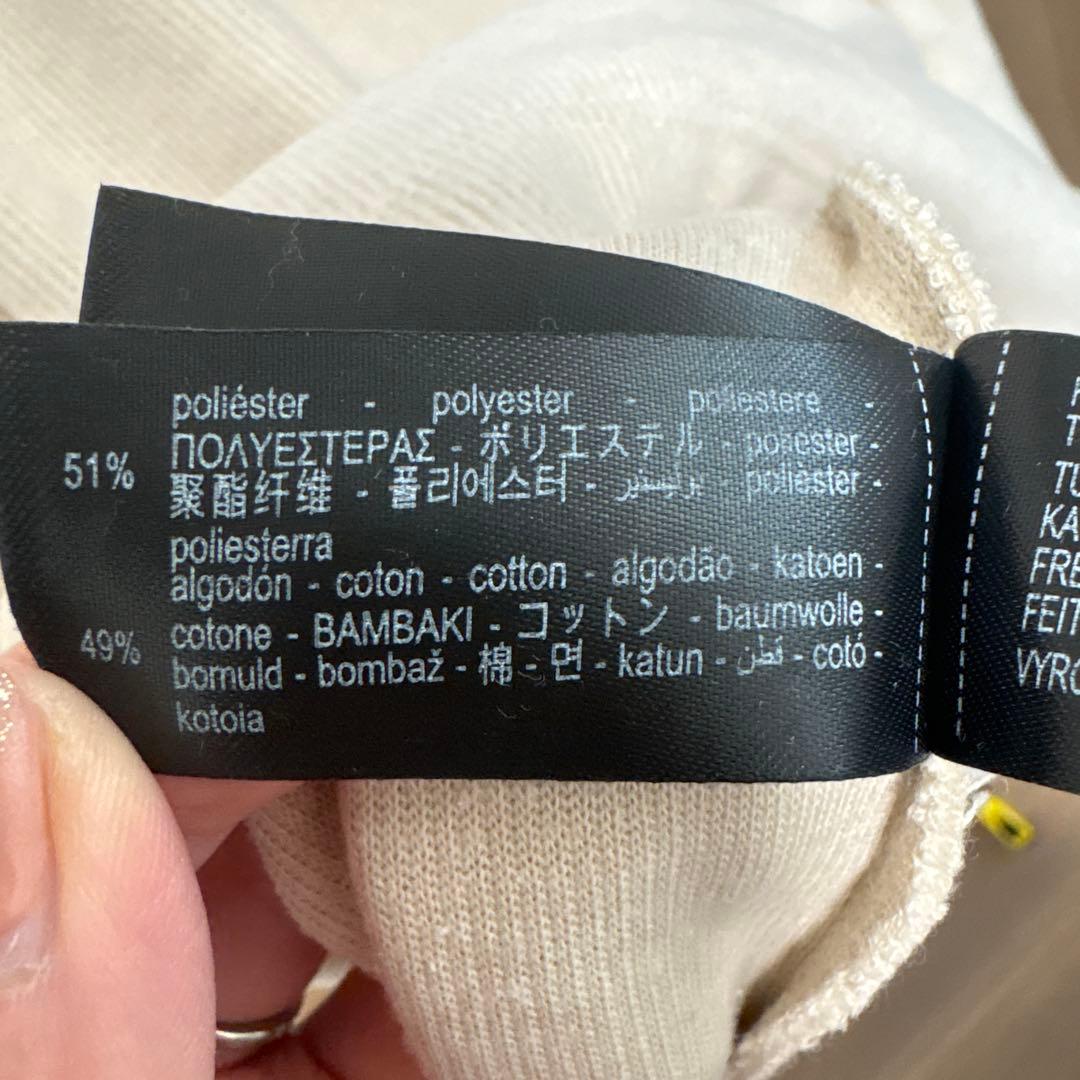 51%
poliéster - polyester - poliestere -
ΠΟΛΥΕΣΤΕΡΑΣ - ポリエステル - poliester -
聚酯纤维 - 폴리에스터 - بوليستير - polièster -
poliesterra
49%
algodón - coton - cotton - algodão - katoen -
cotone - BAMBAKI - コットン - baumwolle -
bomuld - bombaž - 棉 - 면 - katun - قطن - cotó -
kotoia